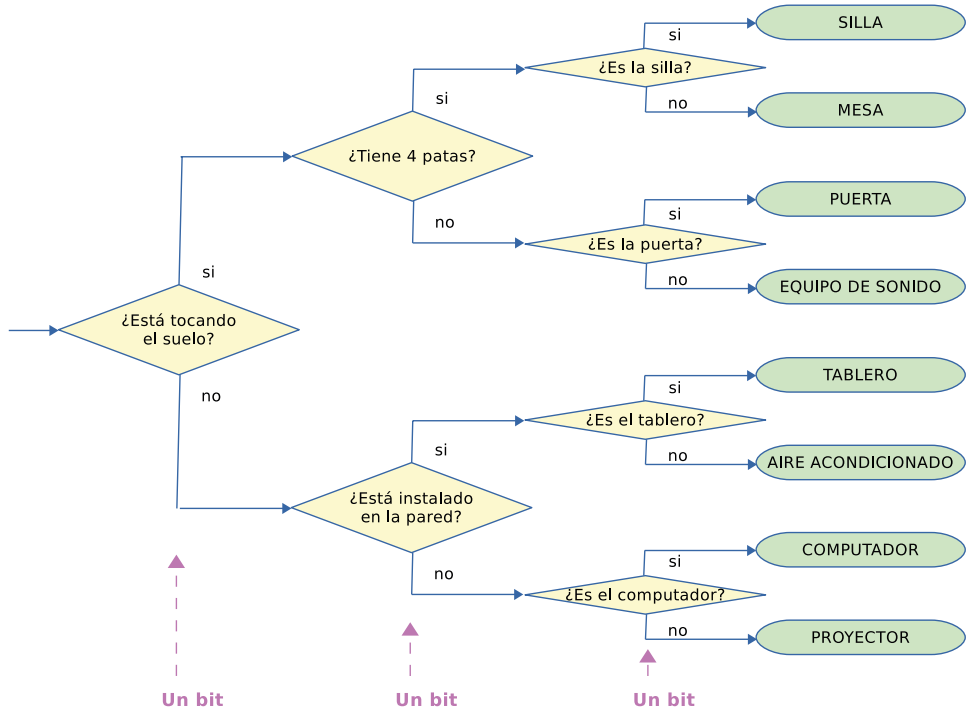 SILLA
si
¿Es la silla?
si
no
MESA
¿Tiene 4 patas?
PUERTA
si
no
¿Es la puerta?
si
no
EQUIPO DE SONIDO
¿Está tocando
el suelo?
TABLERO
si
no
¿Es el tablero?
si
no
AIRE ACONDICIONADO
¿Está instalado
en la pared?
COMPUTADOR
si
no
¿Es el computador?
no
PROYECTOR
Un bit
Un bit
Un bit